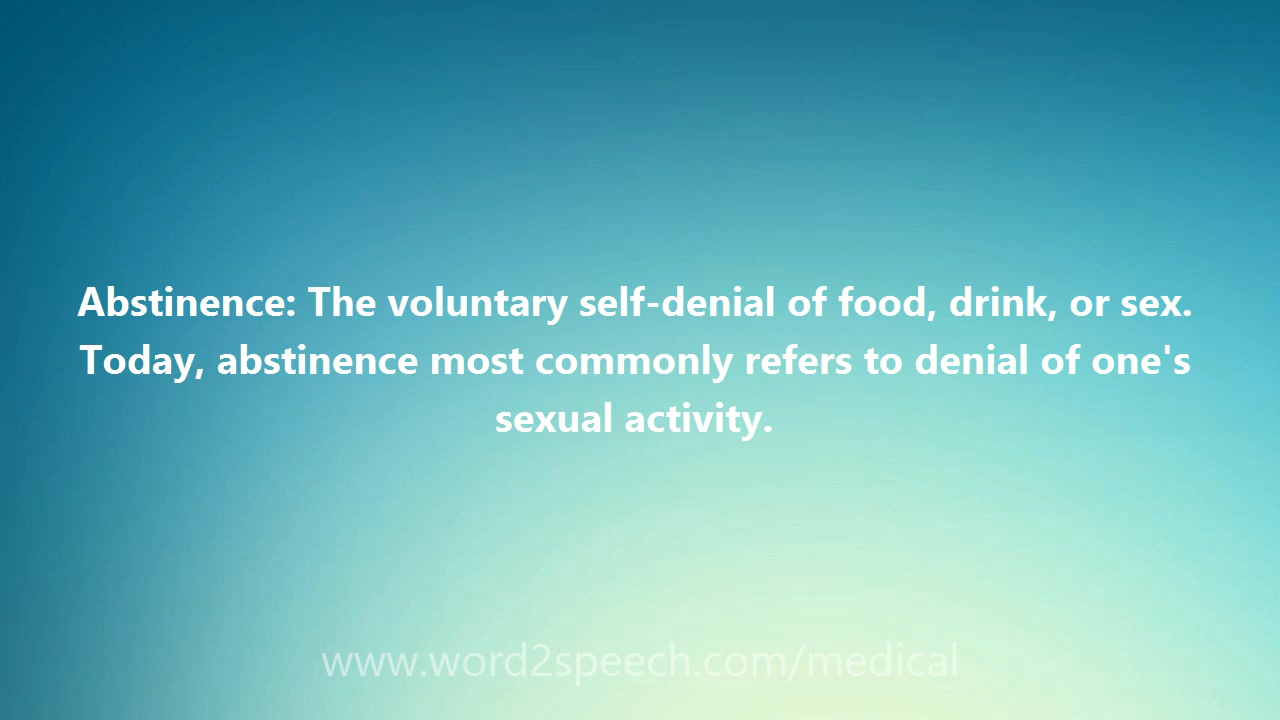 Abstinence: The voluntary self-denial of food, drink, or sex.
Today, abstinence most commonly refers to denial of one's
sexual activity.
www.word2speech.com/medical